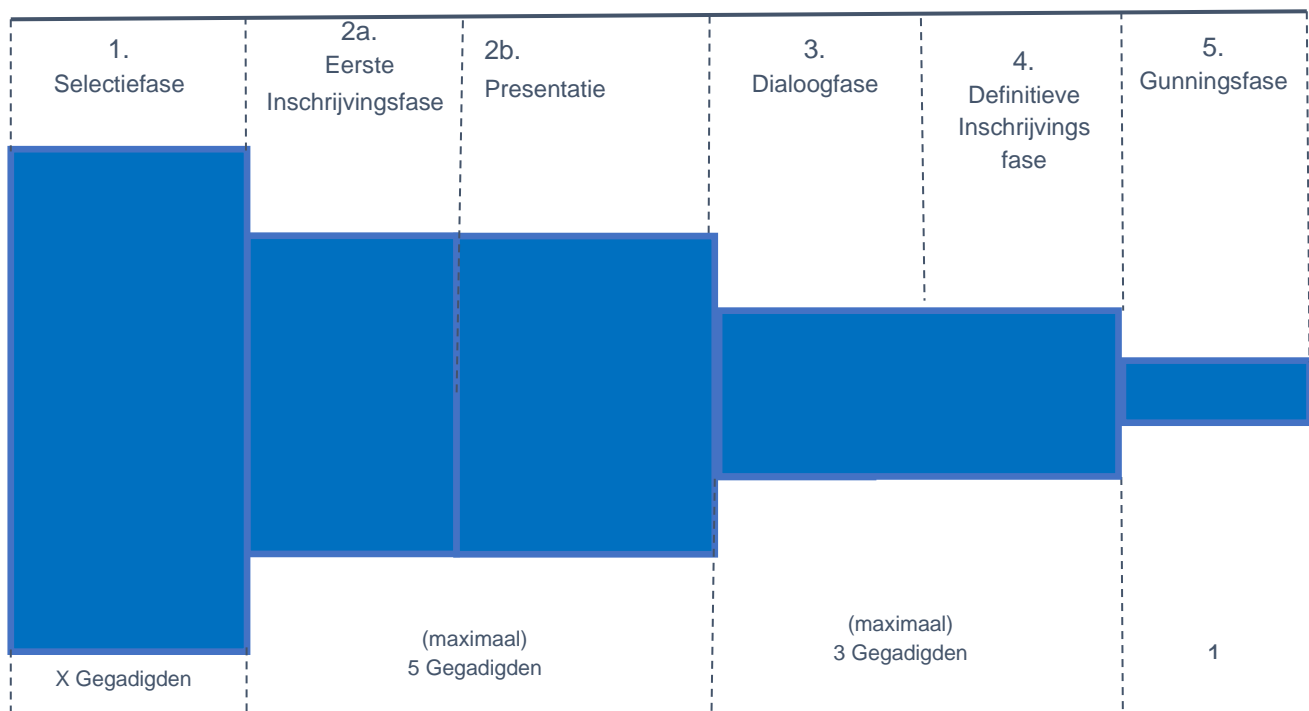 1.
Selectiefase
2a.
Eerste
Inschrijvingsfase
2b.
Presentatie
3.
Dialoogfase
4.
Definitieve
Inschrijvings
fase
5.
Gunningsfase
X Gegadigden
(maximaal)
5 Gegadigden
(maximaal)
3 Gegadigden
1